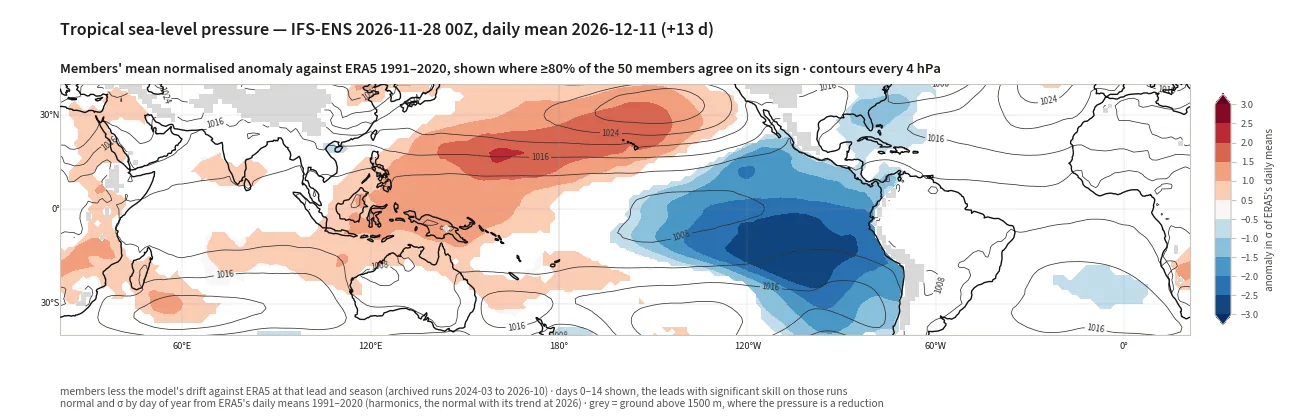 Tropical sea-level pressure — IFS-ENS 2026-11-28 00Z, daily mean 2026-12-11 (+13 d)
Members' mean normalised anomaly against ERA5 1991–2020, shown where ≥80% of the 50 members agree on its sign · contours every 4 hPa
30°N
0°
30°S
60°E
120°E
180°
120°W
60°W
0°
1016
1024
1016
1008
1016
1008
1016
1008
1016
1016
1016
1024
1008
1016
3.0
2.5
2.0
1.5
1.0
0.5
−0.5
−1.0
−1.5
−2.0
−2.5
−3.0
anomaly in σ of ERA5's daily means
members less the model's drift against ERA5 at that lead and season (archived runs 2024-03 to 2026-10) · days 0–14 shown, the leads with significant skill on those runs
normal and σ by day of year from ERA5's daily means 1991–2020 (harmonics, the normal with its trend at 2026) · grey = ground above 1500 m, where the pressure is a reduction